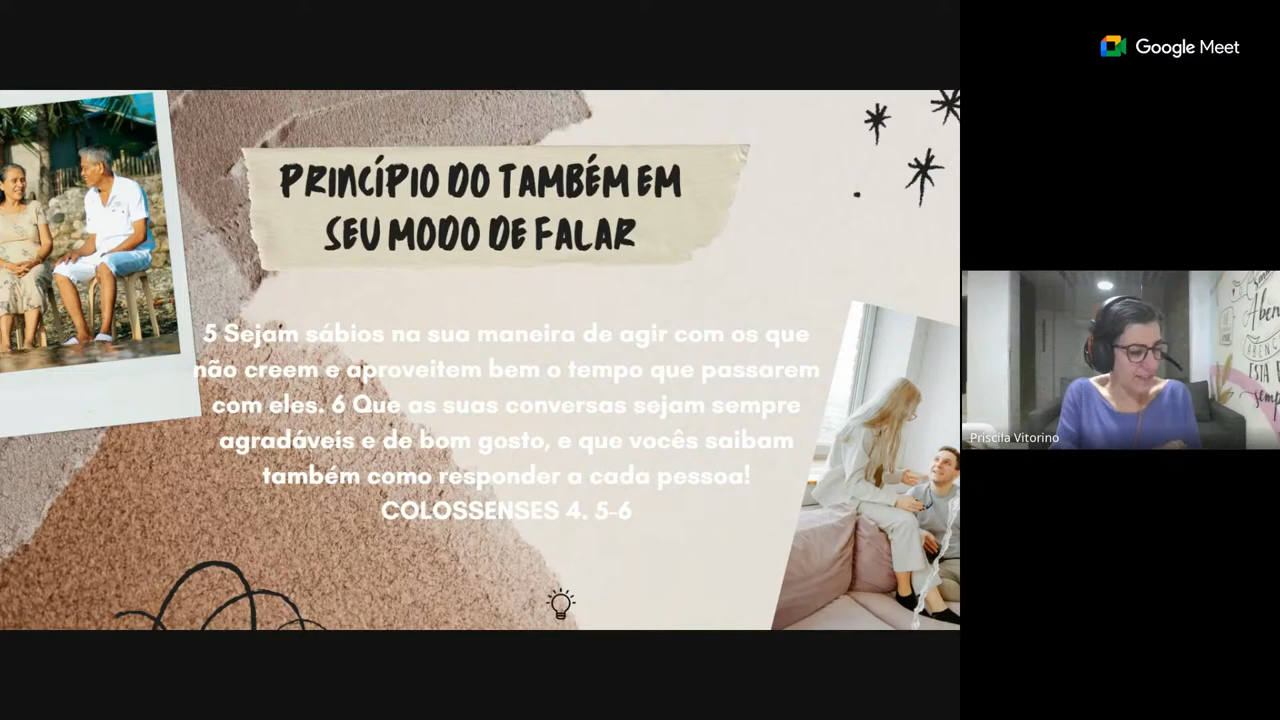 Google Meet
PRINCÍPIO DO TAMBÉM EM
SEU MODO DE FALAR
5 Sejam sábios na sua maneira de agir com os que
não creem e aproveitem bem o tempo que passarem
com eles. 6 Que as suas conversas sejam sempre
agradáveis e de bom gosto, e que vocês saibam
também como responder a cada pessoa!
COLOSSENSES 4. 5-6
Priscila Vitorino